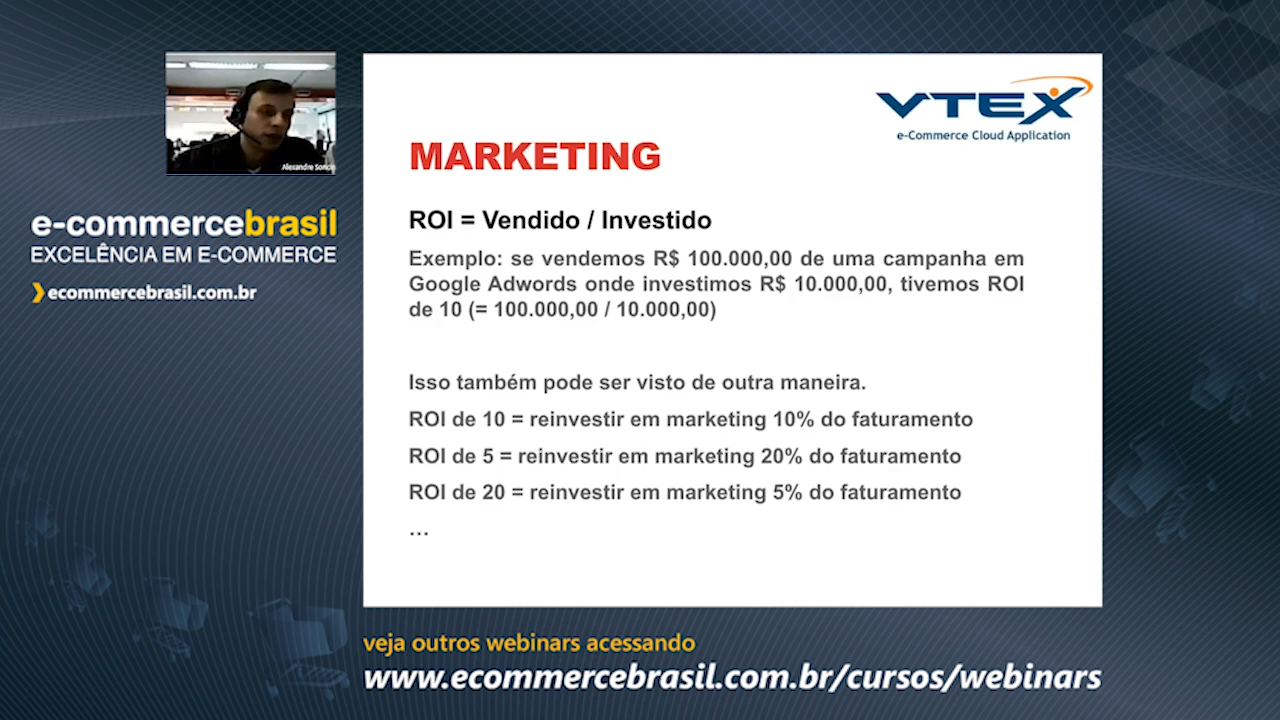 VTEX
e-Commerce Cloud Application
Alexandre Soncin
e-commercebrasil
EXCELÊNCIA EM E-COMMERCE
ecommercebrasil.com.br
MARKETING
ROI = Vendido / Investido
Exemplo: se vendemos R$ 100.000,00 de uma campanha em
Google Adwords onde investimos R$ 10.000,00, tivemos ROI
de 10 (= 100.000,00 / 10.000,00)
Isso também pode ser visto de outra maneira.
ROI de 10 = reinvestir em marketing 10% do faturamento
ROI de 5 = reinvestir em marketing 20% do faturamento
ROI de 20 = reinvestir em marketing 5% do faturamento
…
veja outros webinars acessando
www.ecommercebrasil.com.br/cursos/webinars